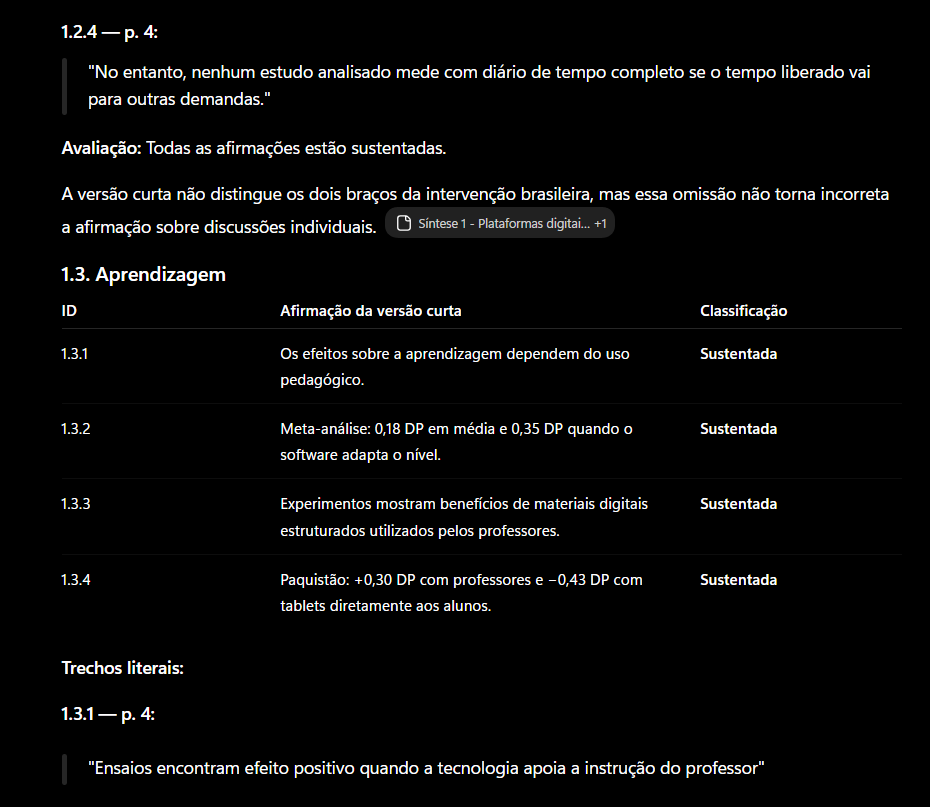 1.2.4 — p. 4:
"No entanto, nenhum estudo analisado mede com diário de tempo completo se o tempo liberado vai
para outras demandas."
Avaliação: Todas as afirmações estão sustentadas.
A versão curta não distingue os dois braços da intervenção brasileira, mas essa omissão não torna incorreta
a afirmação sobre discussões individuais. Síntese 1 - Plataformas digitai... +1
1.3. Aprendizagem
ID Afirmação da versão curta Classificação
1.3.1 Os efeitos sobre a aprendizagem dependem do uso Sustentada
pedagógico.
1.3.2 Meta-análise: 0,18 DP em média e 0,35 DP quando o Sustentada
software adapta o nível.
1.3.3 Experimentos mostram benefícios de materiais digitais Sustentada
estruturados utilizados pelos professores.
1.3.4 Paquistão: +0,30 DP com professores e −0,43 DP com Sustentada
tablets diretamente aos alunos.
Trechos literais:
1.3.1 — p. 4:
"Ensaios encontram efeito positivo quando a tecnologia apoia a instrução do professor"